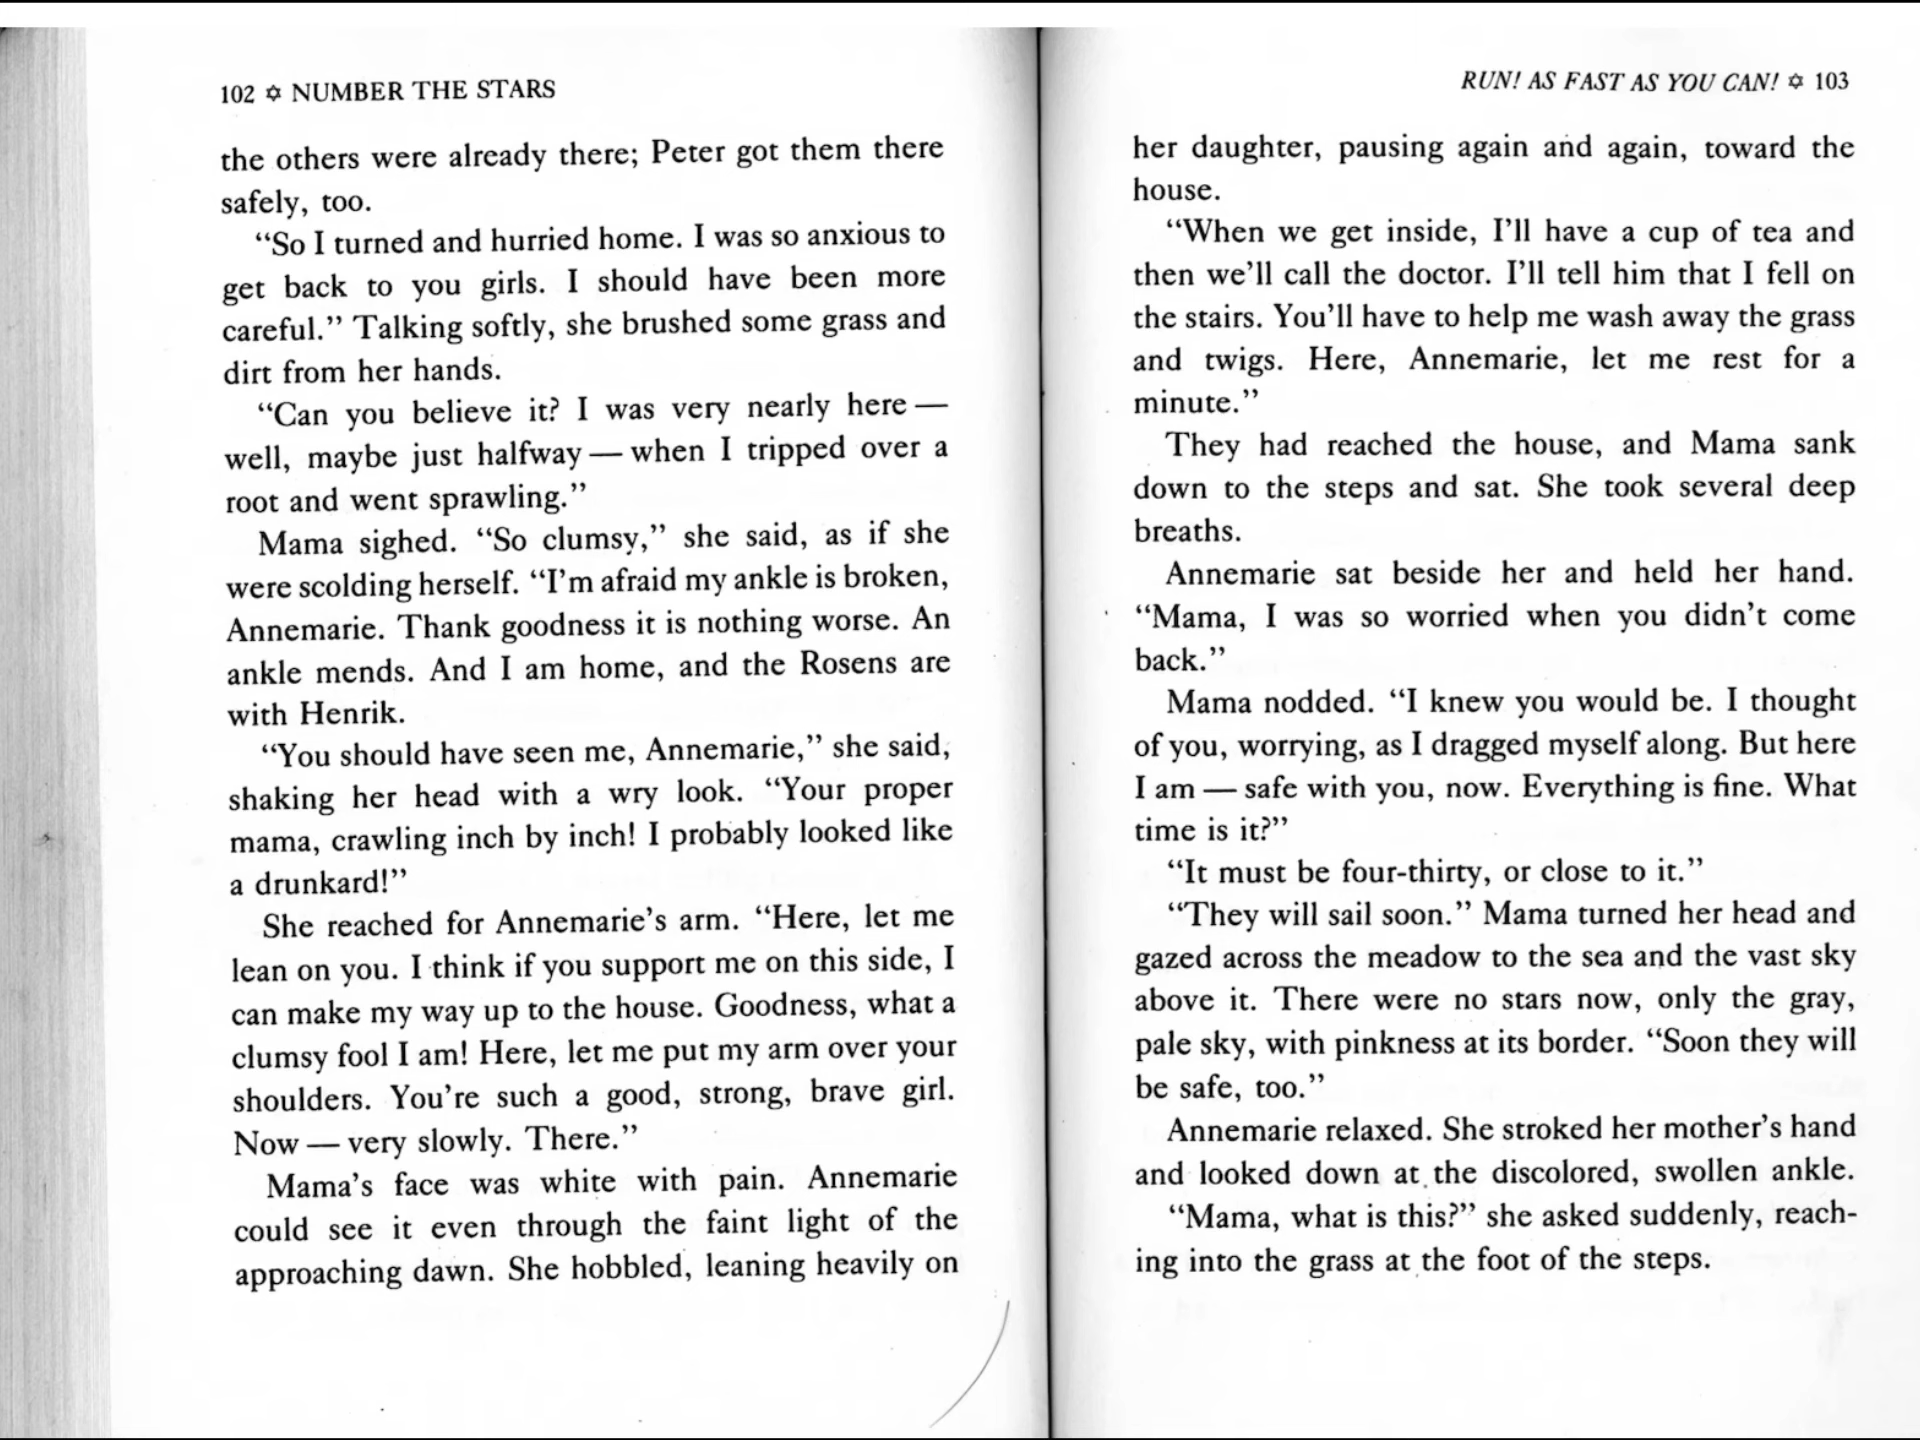 102 ✡ NUMBER THE STARS
the others were already there; Peter got them there
safely, too.
“So I turned and hurried home. I was so anxious to
get back to you girls. I should have been more
careful.” Talking softly, she brushed some grass and
dirt from her hands.
“Can you believe it? I was very nearly here —
well, maybe just halfway — when I tripped over a
root and went sprawling.”
Mama sighed. “So clumsy,” she said, as if she
were scolding herself. “I’m afraid my ankle is broken,
Annemarie. Thank goodness it is nothing worse. An
ankle mends. And I am home, and the Rosens are
with Henrik.
“You should have seen me, Annemarie,” she said,
shaking her head with a wry look. “Your proper
mama, crawling inch by inch! I probably looked like
a drunkard!”
She reached for Annemarie’s arm. “Here, let me
lean on you. I think if you support me on this side, I
can make my way up to the house. Goodness, what a
clumsy fool I am! Here, let me put my arm over your
shoulders. You’re such a good, strong, brave girl.
Now — very slowly. There.”
Mama’s face was white with pain. Annemarie
could see it even through the faint light of the
approaching dawn. She hobbled, leaning heavily on
RUN! AS FAST AS YOU CAN! ✡ 103
her daughter, pausing again and again, toward the
house.
“When we get inside, I’ll have a cup of tea and
then we’ll call the doctor. I’ll tell him that I fell on
the stairs. You’ll have to help me wash away the grass
and twigs. Here, Annemarie, let me rest for a
minute.”
They had reached the house, and Mama sank
down to the steps and sat. She took several deep
breaths.
Annemarie sat beside her and held her hand.
“Mama, I was so worried when you didn’t come
back.”
Mama nodded. “I knew you would be. I thought
of you, worrying, as I dragged myself along. But here
I am — safe with you, now. Everything is fine. What
time is it?”
“It must be four-thirty, or close to it.”
“They will sail soon.” Mama turned her head and
gazed across the meadow to the sea and the vast sky
above it. There were no stars now, only the gray,
pale sky, with pinkness at its border. “Soon they will
be safe, too.”
Annemarie relaxed. She stroked her mother’s hand
and looked down at the discolored, swollen ankle.
“Mama, what is this?” she asked suddenly, reach-
ing into the grass at the foot of the steps.